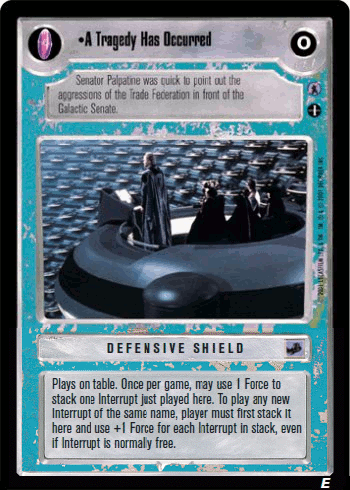 •A Tragedy Has Occurred
Senator Palpatine was quick to point out the
aggressions of the Trade Federation in front of the
Galactic Senate.
DEFENSIVE SHIELD
Plays on table. Once per game, may use 1 Force to
stack one Interrupt just played here. To play any new
Interrupt of the same name, player must first stack it
here and use +1 Force for each Interrupt in stack, even
if Interrupt is normally free.
E